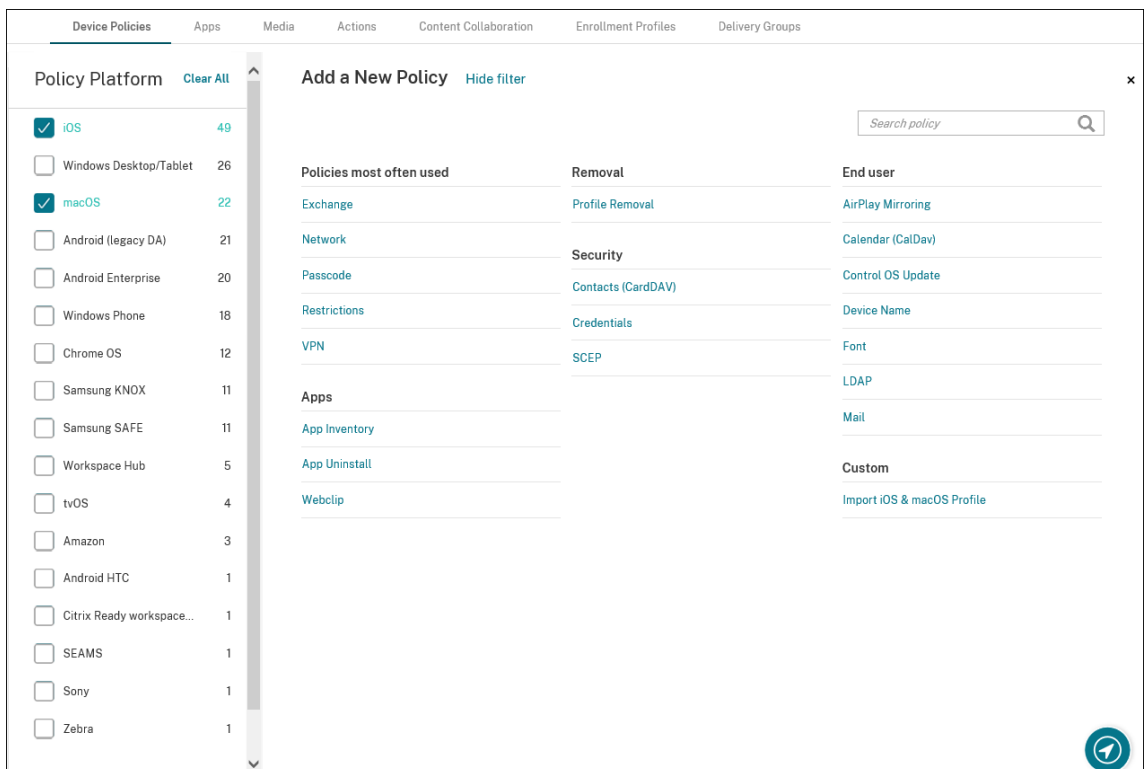 Device Policies Apps Media Actions Content Collaboration Enrollment Profiles Delivery Groups
Policy Platform Clear All
iOS 49
Windows Desktop/Tablet 26
macOS 22
Android (legacy DA) 21
Android Enterprise 20
Windows Phone 18
Chrome OS 12
Samsung KNOX 11
Samsung SAFE 11
Workspace Hub 5
tvOS 4
Amazon 3
Android HTC 1
Citrix Ready workspace... 1
SEAMS 1
Sony 1
Zebra 1
Add a New Policy Hide filter
Search policy
Policies most often used
Exchange
Network
Passcode
Restrictions
VPN
Apps
App Inventory
App Uninstall
Webclip
Removal
Profile Removal
Security
Contacts (CardDAV)
Credentials
SCEP
End user
AirPlay Mirroring
Calendar (CalDav)
Control OS Update
Device Name
Font
LDAP
Mail
Custom
Import iOS & macOS Profile